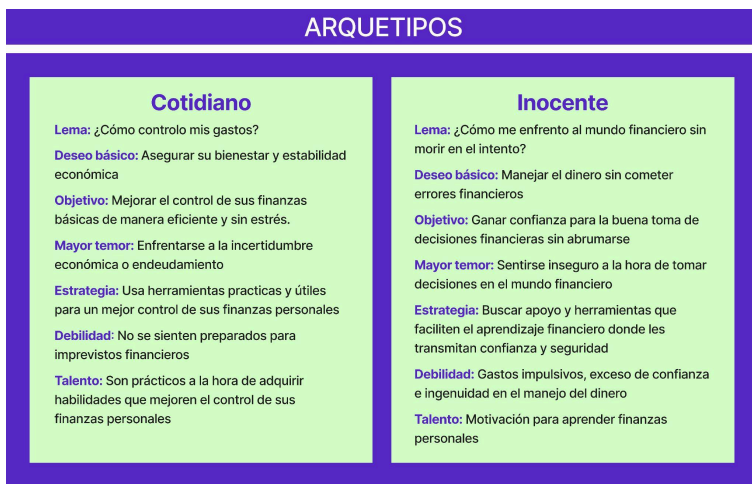 ARQUETIPOS
Cotidiano
Lema: ¿Cómo controlo mis gastos?
Deseo básico: Asegurar su bienestar y estabilidad
económica
Objetivo: Mejorar el control de sus finanzas
básicas de manera eficiente y sin estrés.
Mayor temor: Enfrentarse a la incertidumbre
económica o endeudamiento
Estrategia: Usa herramientas practicas y útiles
para un mejor control de sus finanzas personales
Debilidad: No se sienten preparados para
imprevistos financieros
Talento: Son prácticos a la hora de adquirir
habilidades que mejoren el control de sus
finanzas personales
Inocente
Lema: ¿Cómo me enfrento al mundo financiero sin
morir en el intento?
Deseo básico: Manejar el dinero sin cometer
errores financieros
Objetivo: Ganar confianza para la buena toma de
decisiones financieras sin abrumarse
Mayor temor: Sentirse inseguro a la hora de tomar
decisiones en el mundo financiero
Estrategia: Buscar apoyo y herramientas que
faciliten el aprendizaje financiero donde les
transmitan confianza y seguridad
Debilidad: Gastos impulsivos, exceso de confianza
e ingenuidad en el manejo del dinero
Talento: Motivación para aprender finanzas
personales